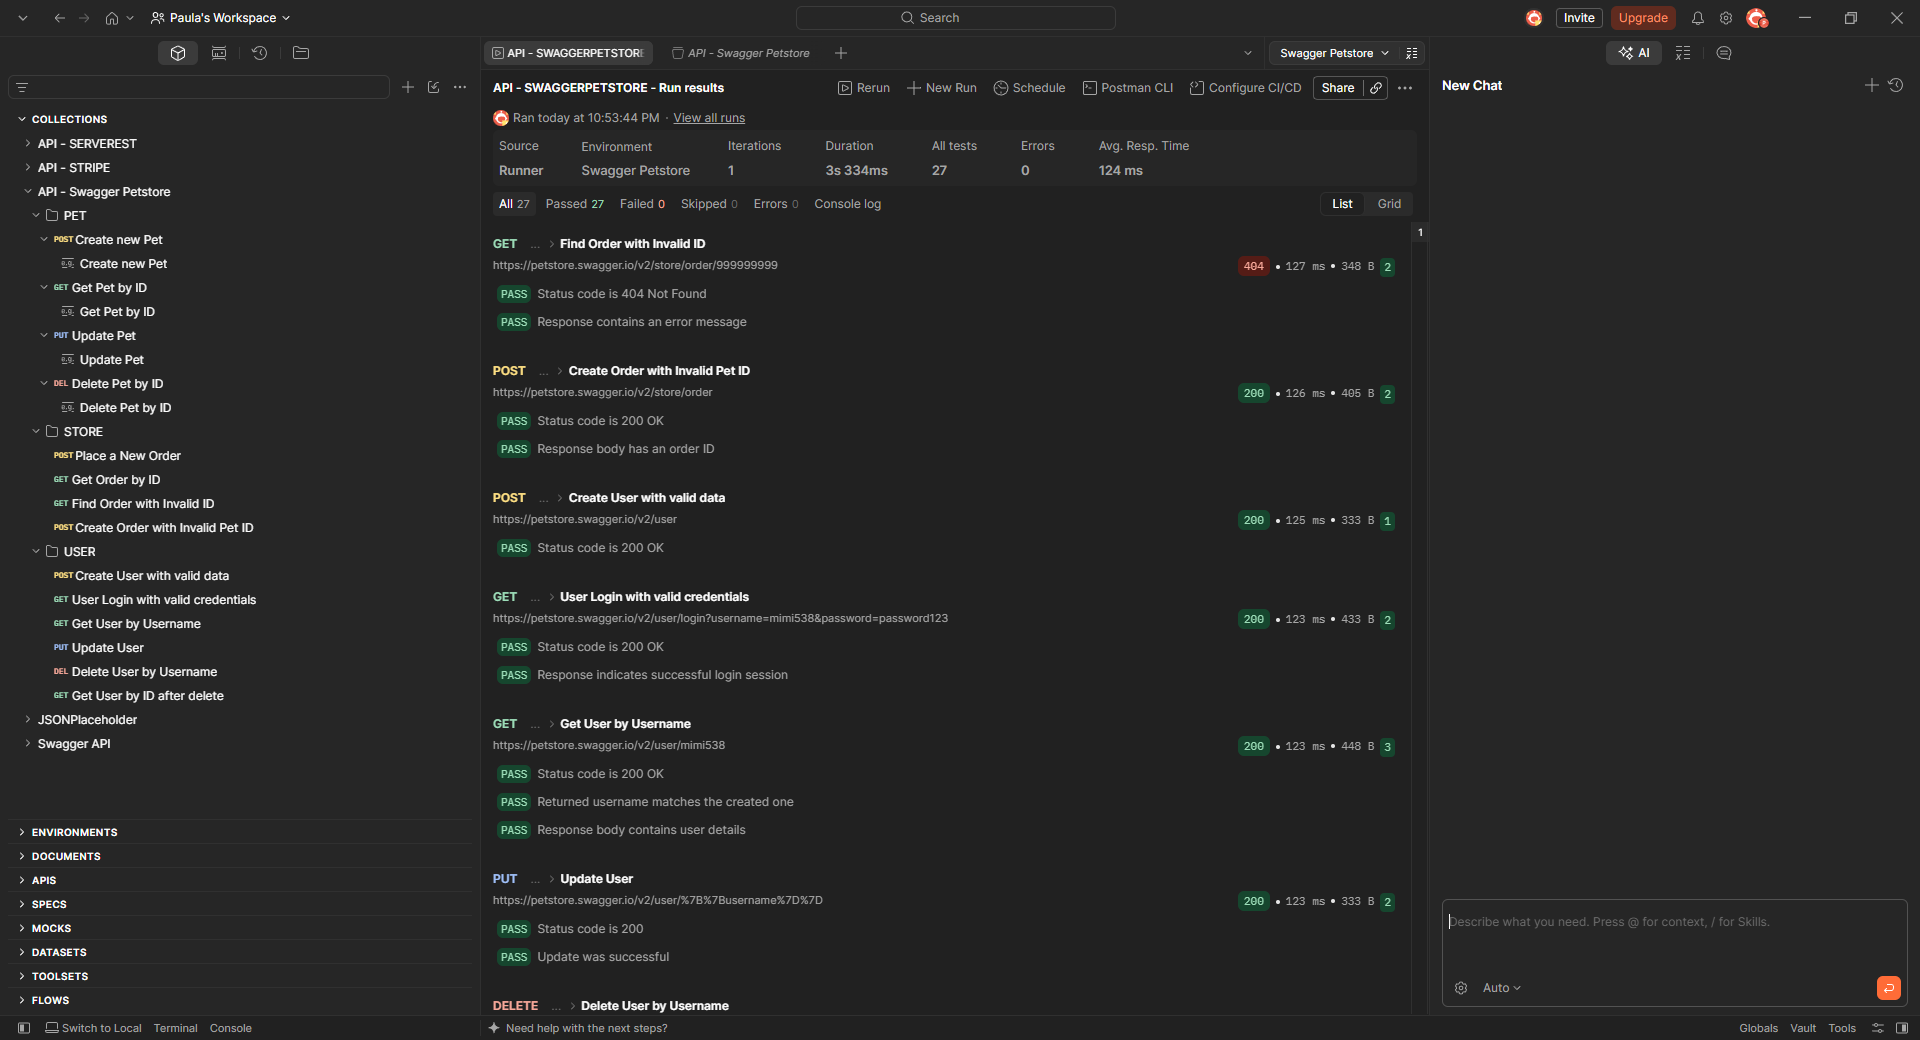 Paula's Workspace
Search
Invite
Upgrade
API - SWAGGERPETSTORE
API - Swagger Petstore
Swagger Petstore
AI
COLLECTIONS
API - SERVEREST
API - STRIPE
API - Swagger Petstore
PET
POST Create new Pet
e.g. Create new Pet
GET Get Pet by ID
e.g. Get Pet by ID
PUT Update Pet
e.g. Update Pet
DEL Delete Pet by ID
e.g. Delete Pet by ID
STORE
POST Place a New Order
GET Get Order by ID
GET Find Order with Invalid ID
POST Create Order with Invalid Pet ID
USER
POST Create User with valid data
GET User Login with valid credentials
GET Get User by Username
PUT Update User
DEL Delete User by Username
GET Get User by ID after delete
JSONPlaceholder
Swagger API
ENVIRONMENTS
DOCUMENTS
APIS
SPECS
MOCKS
DATASETS
TOOLSETS
FLOWS
API - SWAGGERPETSTORE - Run results
Rerun
New Run
Schedule
Postman CLI
Configure CI/CD
Share
Ran today at 10:53:44 PM · View all runs
Source Environment Iterations Duration All tests Errors Avg. Resp. Time
Runner Swagger Petstore 1 3s 334ms 27 0 124 ms
All 27 Passed 27 Failed 0 Skipped 0 Errors 0 Console log
List Grid
1
GET ... > Find Order with Invalid ID
https://petstore.swagger.io/v2/store/order/999999999
404 • 127 ms • 348 B 2
PASS Status code is 404 Not Found
PASS Response contains an error message
POST ... > Create Order with Invalid Pet ID
https://petstore.swagger.io/v2/store/order
200 • 126 ms • 405 B 2
PASS Status code is 200 OK
PASS Response body has an order ID
POST ... > Create User with valid data
https://petstore.swagger.io/v2/user
200 • 125 ms • 333 B 1
PASS Status code is 200 OK
GET ... > User Login with valid credentials
https://petstore.swagger.io/v2/user/login?username=mimi538&password=password123
200 • 123 ms • 433 B 2
PASS Status code is 200 OK
PASS Response indicates successful login session
GET ... > Get User by Username
https://petstore.swagger.io/v2/user/mimi538
200 • 123 ms • 448 B 3
PASS Status code is 200 OK
PASS Returned username matches the created one
PASS Response body contains user details
PUT ... > Update User
https://petstore.swagger.io/v2/user/%7B%7Busername%7D%7D
200 • 123 ms • 333 B 2
PASS Status code is 200
PASS Update was successful
DELETE ... > Delete User by Username
New Chat
Describe what you need. Press @ for context, / for Skills.
Auto
Switch to Local
Terminal
Console
Need help with the next steps?
Globals
Vault
Tools